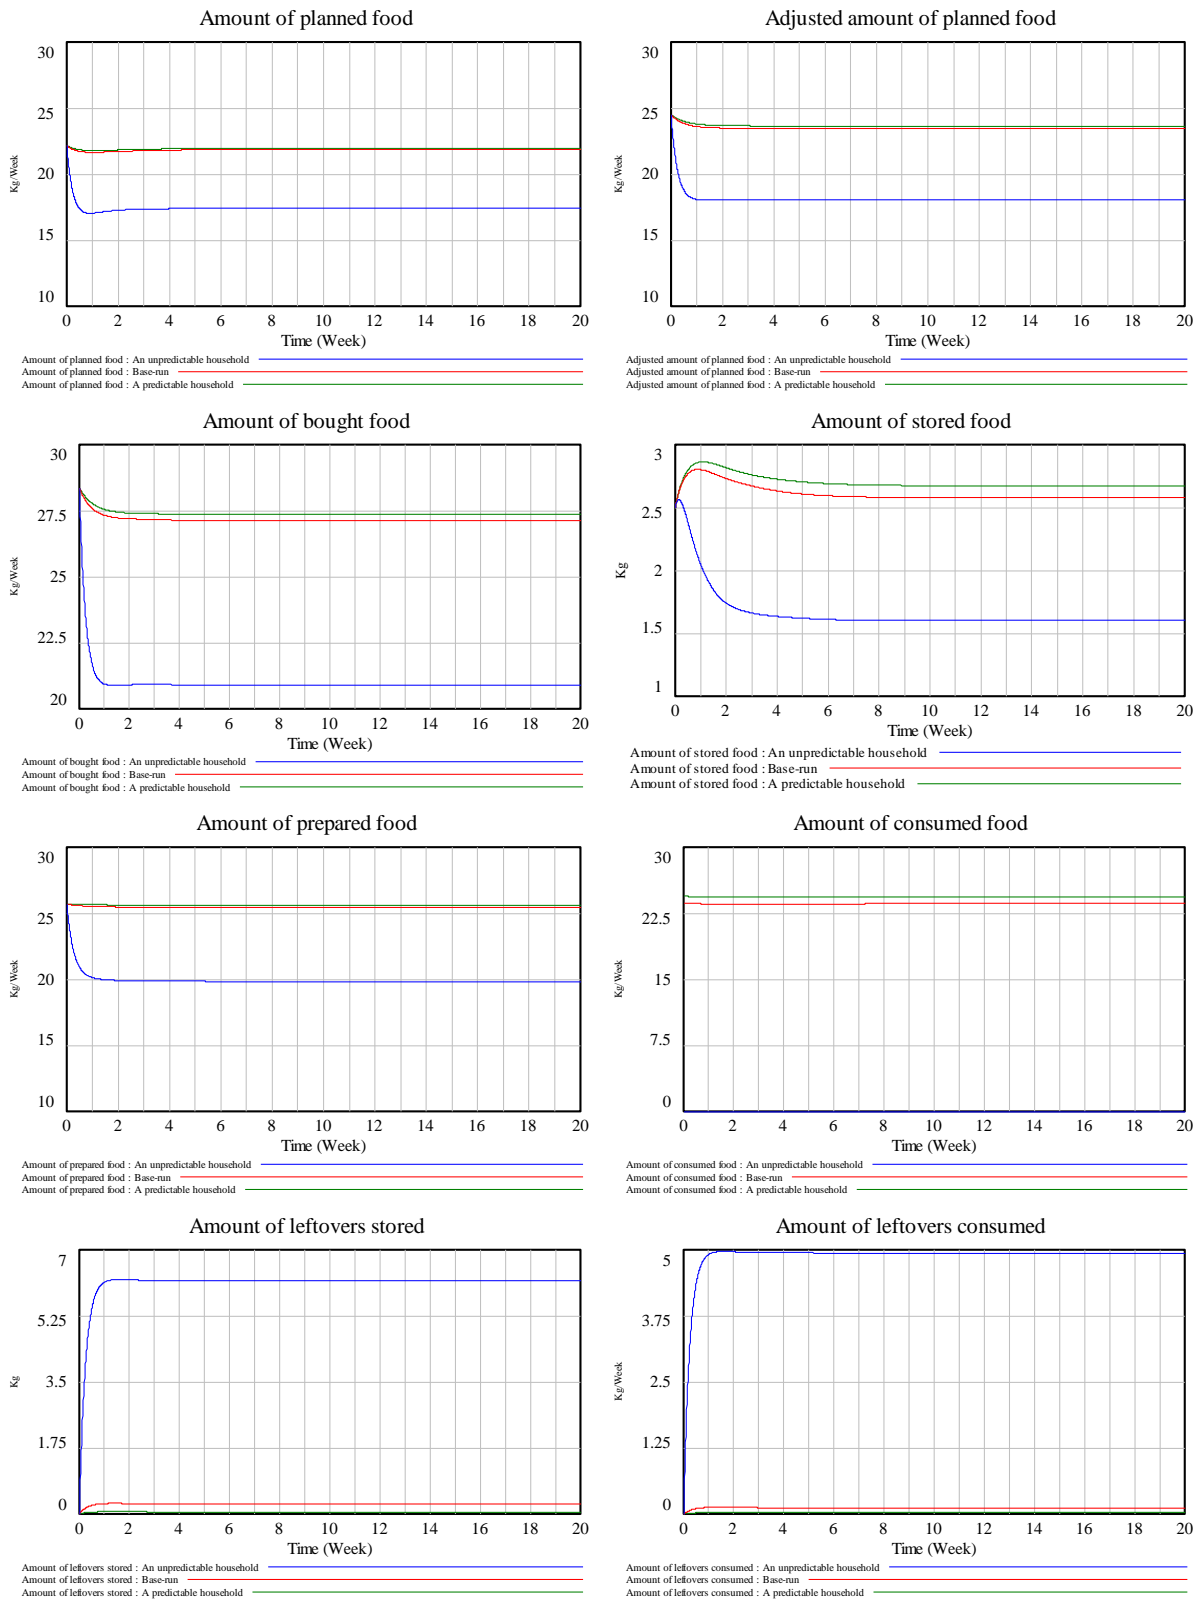 Amount of planned food
30
25
20
15
10
Kg/Week
0 2 4 6 8 10 12 14 16 18 20
Time (Week)
Amount of planned food : An unpredictable household
Amount of planned food : Base-run
Amount of planned food : A predictable household
Adjusted amount of planned food
30
25
20
15
10
Kg/Week
0 2 4 6 8 10 12 14 16 18 20
Time (Week)
Adjusted amount of planned food : An unpredictable household
Adjusted amount of planned food : Base-run
Adjusted amount of planned food : A predictable household
Amount of bought food
30
27.5
25
22.5
20
Kg/Week
0 2 4 6 8 10 12 14 16 18 20
Time (Week)
Amount of bought food : An unpredictable household
Amount of bought food : Base-run
Amount of bought food : A predictable household
Amount of stored food
3
2.5
2
1.5
1
Kg
0 2 4 6 8 10 12 14 16 18 20
Time (Week)
Amount of stored food : An unpredictable household
Amount of stored food : Base-run
Amount of stored food : A predictable household
Amount of prepared food
30
25
20
15
10
Kg/Week
0 2 4 6 8 10 12 14 16 18 20
Time (Week)
Amount of prepared food : An unpredictable household
Amount of prepared food : Base-run
Amount of prepared food : A predictable household
Amount of consumed food
30
22.5
15
7.5
0
Kg/Week
0 2 4 6 8 10 12 14 16 18 20
Time (Week)
Amount of consumed food : An unpredictable household
Amount of consumed food : Base-run
Amount of consumed food : A predictable household
Amount of leftovers stored
7
5.25
3.5
1.75
0
Kg
0 2 4 6 8 10 12 14 16 18 20
Time (Week)
Amount of leftovers stored : An unpredictable household
Amount of leftovers stored : Base-run
Amount of leftovers stored : A predictable household
Amount of leftovers consumed
5
3.75
2.5
1.25
0
Kg/Week
0 2 4 6 8 10 12 14 16 18 20
Time (Week)
Amount of leftovers consumed : An unpredictable household
Amount of leftovers consumed : Base-run
Amount of leftovers consumed : A predictable household